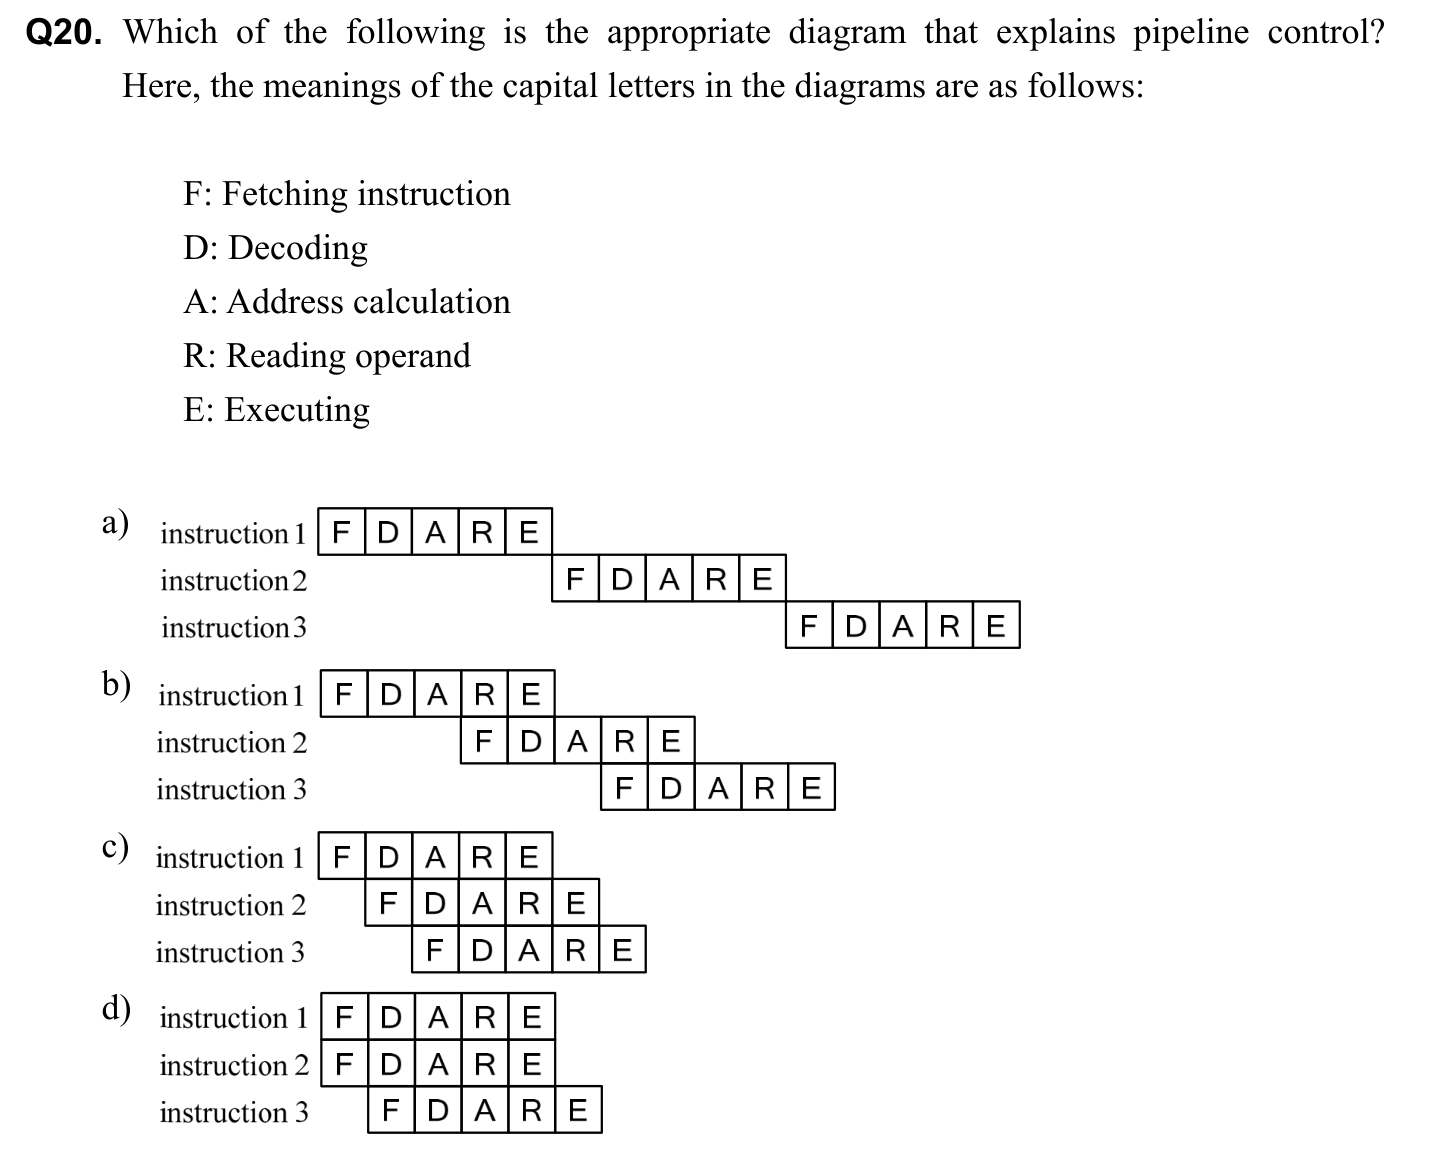 Q20. Which of the following is the appropriate diagram that explains pipeline control?
Here, the meanings of the capital letters in the diagrams are as follows:
F: Fetching instruction
D: Decoding
A: Address calculation
R: Reading operand
E: Executing
a) instruction 1 F D A R E
instruction 2 F D A R E
instruction 3 F D A R E
b) instruction 1 F D A R E
instruction 2 F D A R E
instruction 3 F D A R E
c) instruction 1 F D A R E
instruction 2 F D A R E
instruction 3 F D A R E
d) instruction 1 F D A R E
instruction 2 F D A R E
instruction 3 F D A R E